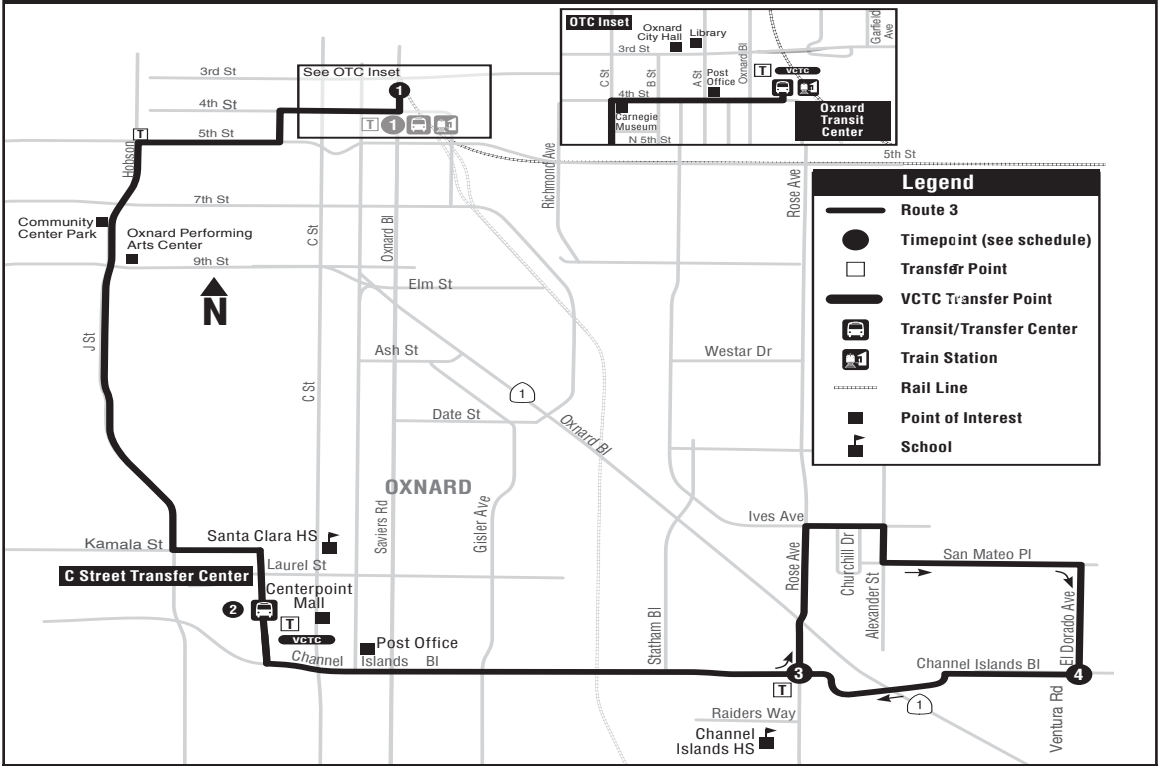 OTC Inset
Oxnard
City Hall
Library
3rd St
Garfield
Ave
Oxnard Bl
C St
B St
A St
T
VCTC
Post
Office
4th St
Carnegie
Museum
Oxnard
Transit
Center
N 5th St
3rd St
See OTC Inset
1
4th St
T
1
T
5th St
Hobson
5th St
Richmond Ave
Rose Ave
7th St
Community
Center Park
Oxnard Performing
Arts Center
C St
Oxnard Bl
9th St
Elm St
N
J St
Ash St
Westar Dr
C St
1
Date St
Oxnard Bl
OXNARD
Saviers Rd
Gisler Ave
Legend
Route 3
Timepoint (see schedule)
Transfer Point
VCTC Transfer Point
Transit/Transfer Center
Train Station
Rail Line
Point of Interest
School
Ives Ave
Kamala St
Santa Clara HS
Laurel St
C Street Transfer Center
Centerpoint
Mall
2
T
VCTC
Post Office
Channel Islands Bl
Statham Bl
Rose Ave
Churchill Dr
Alexander St
San Mateo Pl
El Dorado Ave
Channel Islands Bl
3
4
T
1
Raiders Way
Ventura Rd
Channel
Islands HS